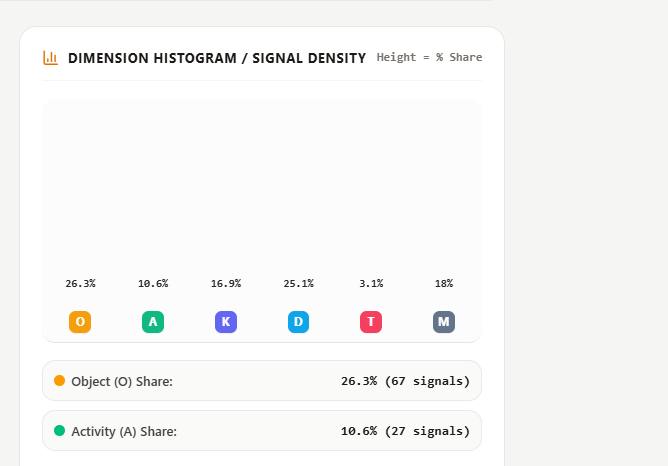 DIMENSION HISTOGRAM / SIGNAL DENSITY Height = % Share
26.3% 10.6% 16.9% 25.1% 3.1% 18%
O A K D T M
Object (O) Share: 26.3% (67 signals)
Activity (A) Share: 10.6% (27 signals)